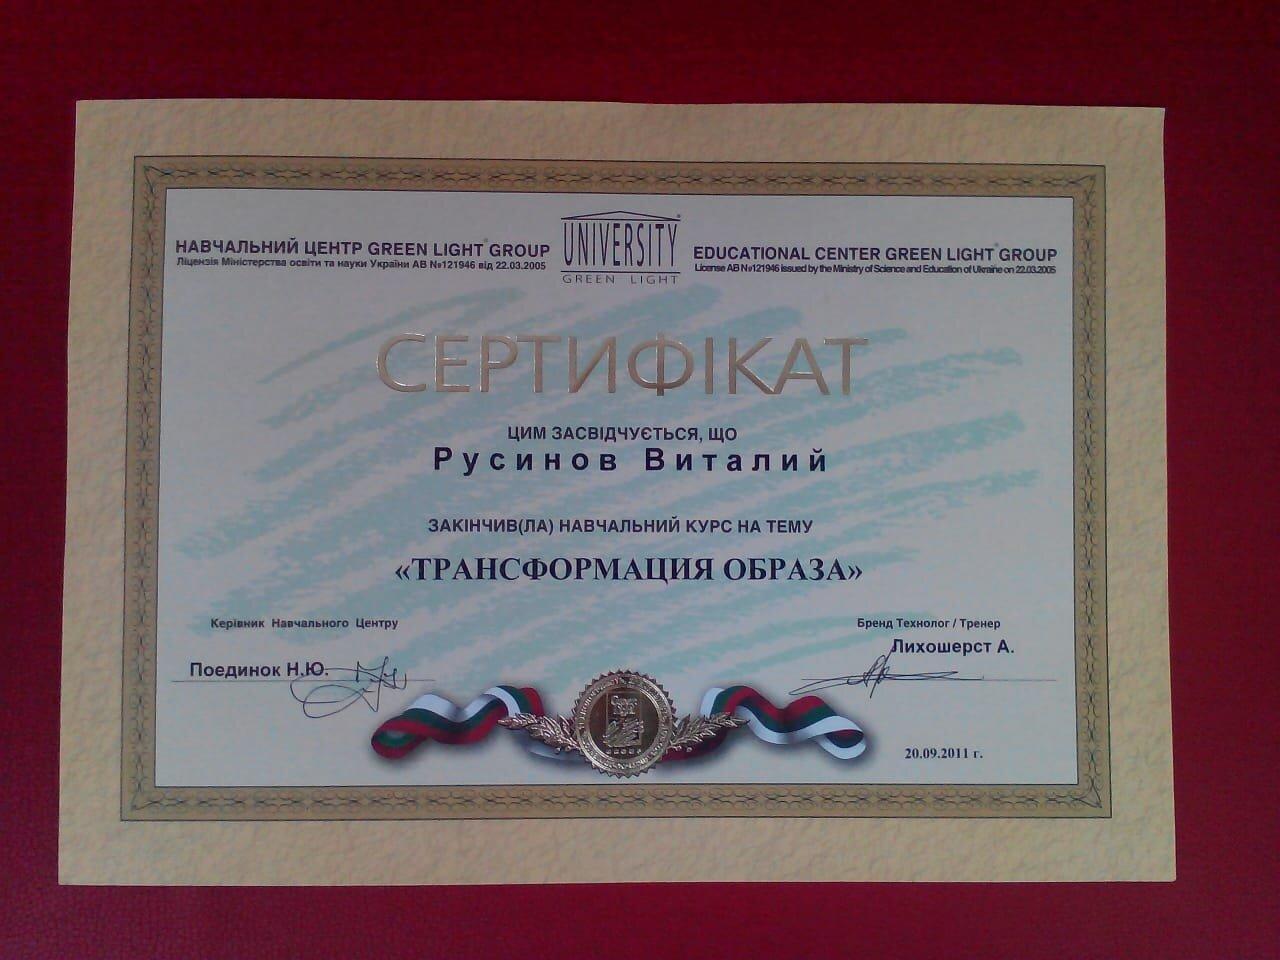 НАВЧАЛЬНИЙ ЦЕНТР GREEN LIGHT® GROUP
Ліцензія Міністерства освіти та науки України АВ №121946 від 22.03.2005
UNIVERSITY®
GREEN LIGHT
EDUCATIONAL CENTER GREEN LIGHT® GROUP
License AB №121946 issued by the Ministry of Science and Education of Ukraine on 22.03.2005
СЕРТИФІКАТ
ЦИМ ЗАСВІДЧУЄТЬСЯ, ЩО
Русинов Виталий
ЗАКІНЧИВ(ЛА) НАВЧАЛЬНИЙ КУРС НА ТЕМУ
«ТРАНСФОРМАЦИЯ ОБРАЗА»
Керівник Навчального Центру
Поединок Н.Ю.
Бренд Технолог / Тренер
Лихошерст А.
20.09.2011 г.